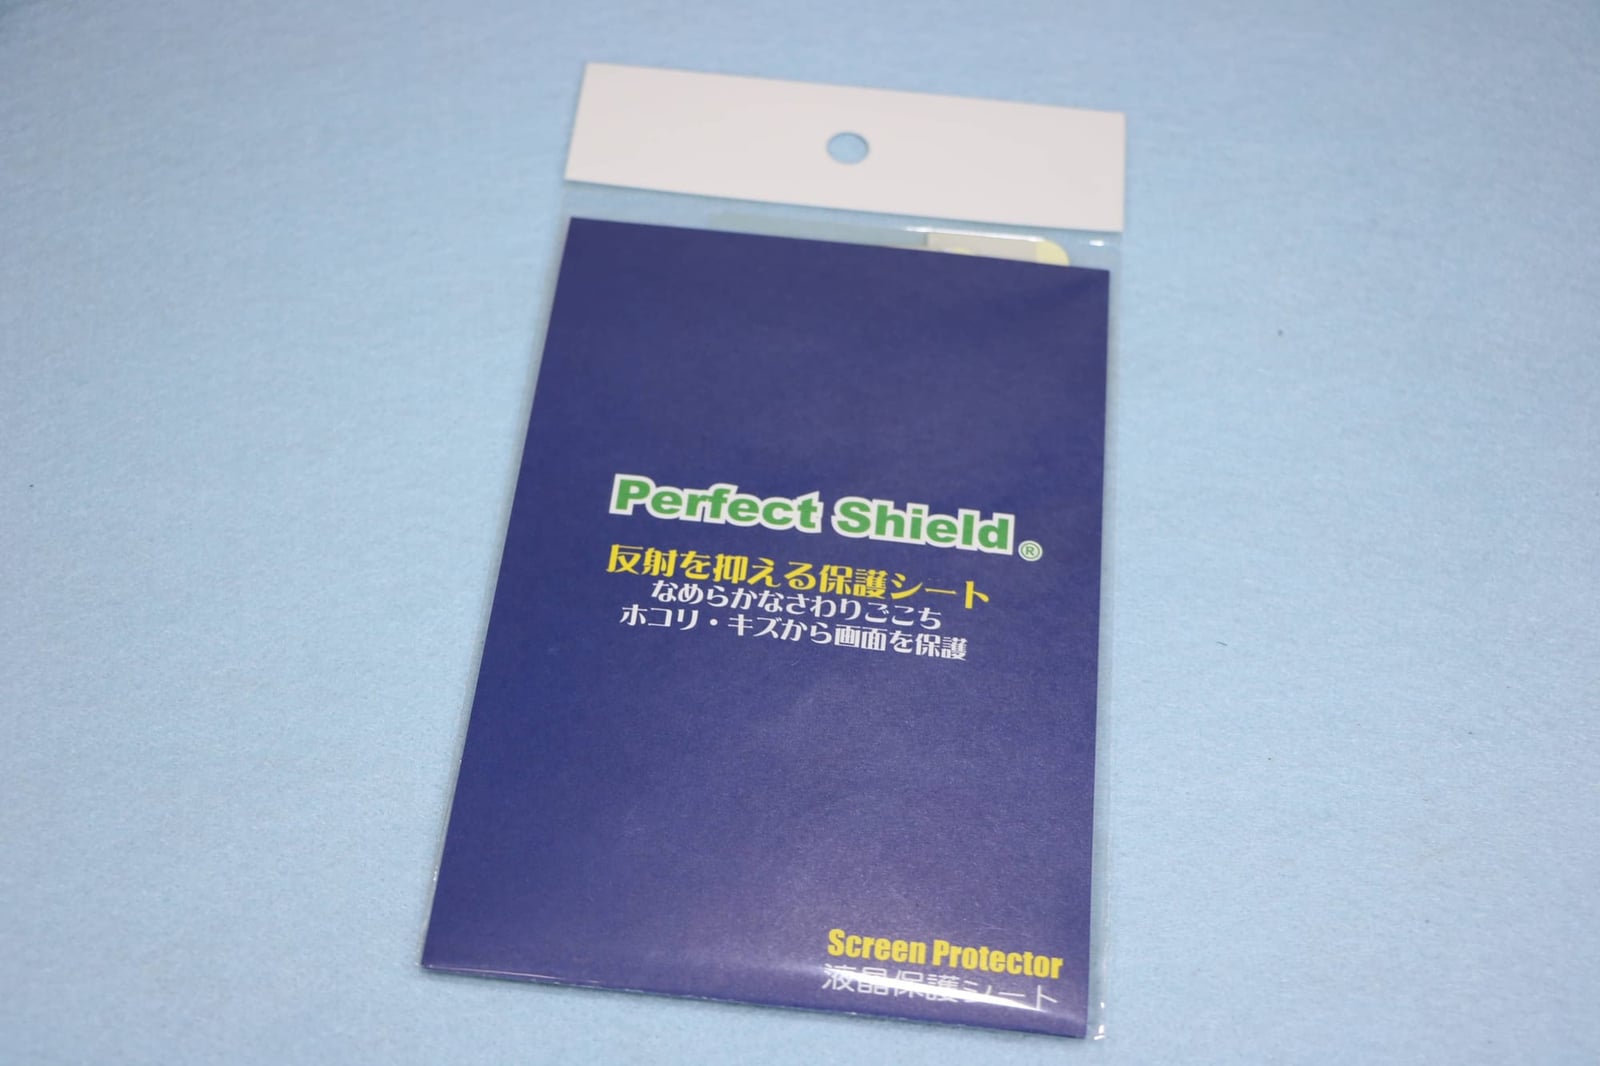 Perfect Shield®
反射を抑える保護シート
なめらかなさわりごこち
ホコリ・キズから画面を保護
Screen Protector
液晶保護シート